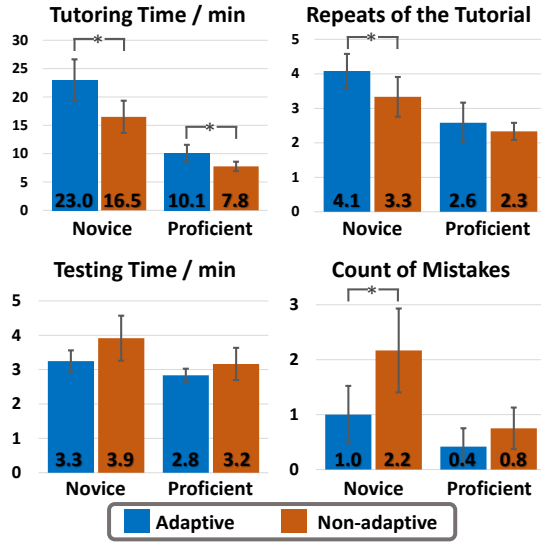 Tutoring Time / min
30
25
20
15
10
5
0
*
*
23.0 16.5 10.1 7.8
Novice Proficient
Repeats of the Tutorial
5
4
3
2
1
0
*
4.1 3.3 2.6 2.3
Novice Proficient
Testing Time / min
5
4
3
2
1
0
3.3 3.9 2.8 3.2
Novice Proficient
Count of Mistakes
3
2
1
0
*
1.0 2.2 0.4 0.8
Novice Proficient
Adaptive Non-adaptive